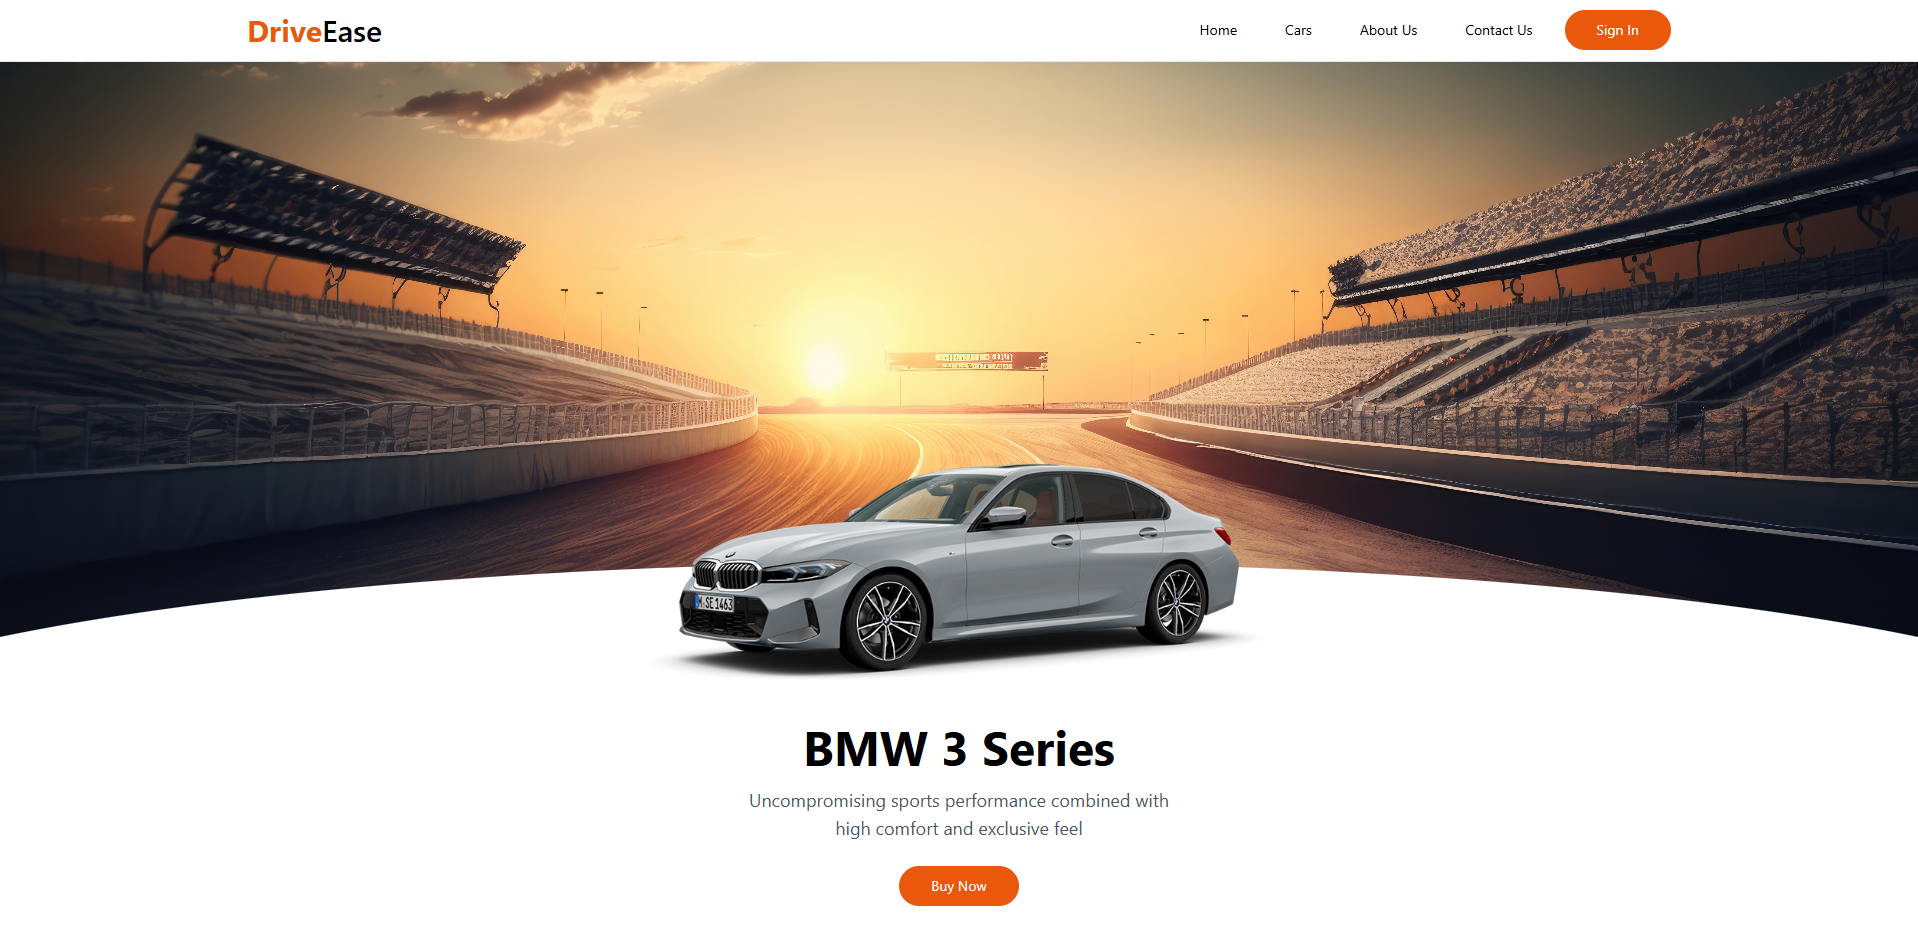 DriveEase
Home
Cars
About Us
Contact Us
Sign In
M·SE 1463
BMW 3 Series
Uncompromising sports performance combined with
high comfort and exclusive feel
Buy Now